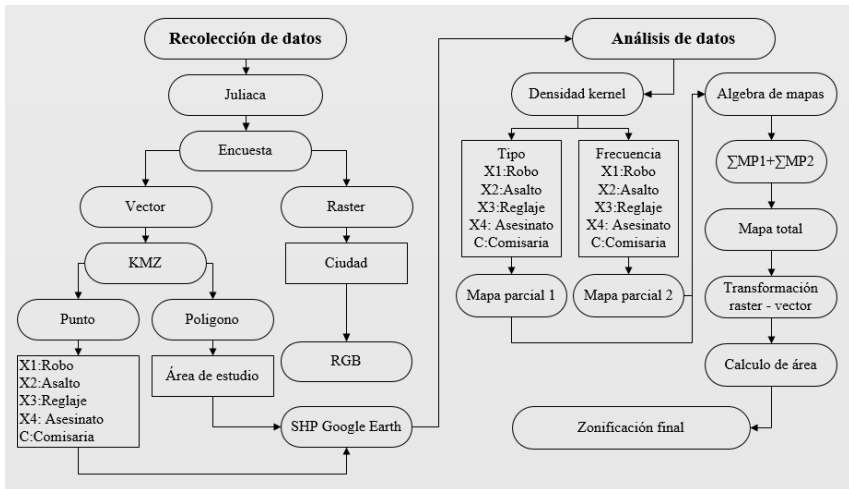 Recolección de datos
Juliaca
Encuesta
Vector
Raster
KMZ
Ciudad
Punto
Poligono
X1:Robo
X2:Asalto
X3:Reglaje
X4: Asesinato
C:Comisaria
Área de estudio
RGB
SHP Google Earth
Análisis de datos
Densidad kernel
Algebra de mapas
Tipo
X1:Robo
X2:Asalto
X3:Reglaje
X4: Asesinato
C:Comisaria
Frecuencia
X1:Robo
X2:Asalto
X3:Reglaje
X4: Asesinato
C:Comisaria
∑MP1+∑MP2
Mapa total
Mapa parcial 1
Mapa parcial 2
Transformación
raster - vector
Calculo de área
Zonificación final